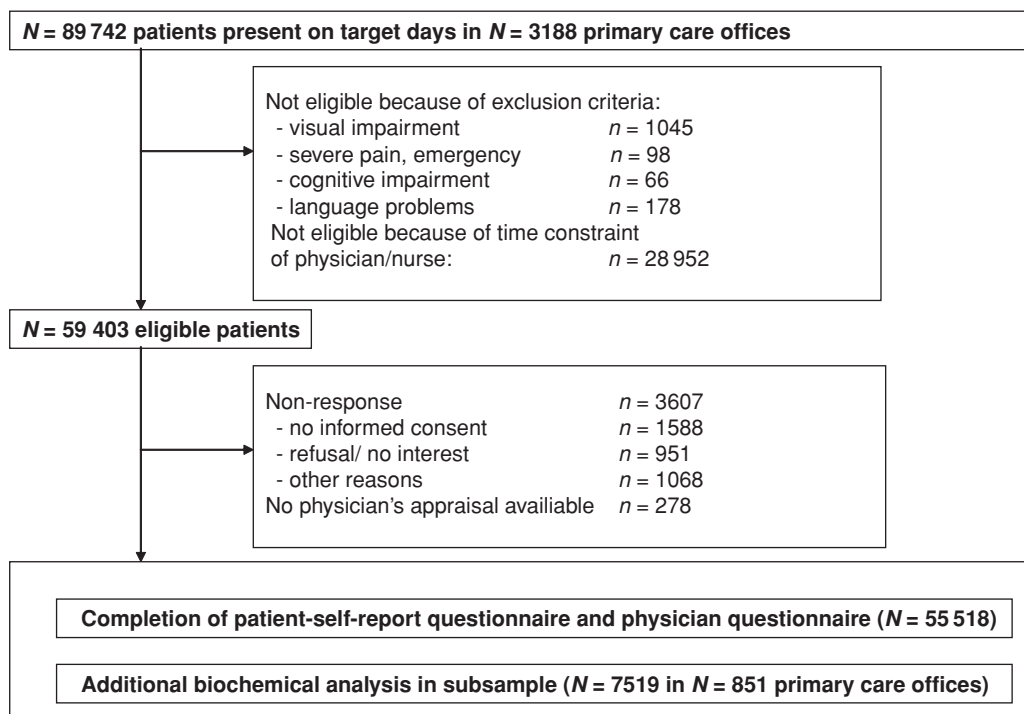 N = 89 742 patients present on target days in N = 3188 primary care offices
Not eligible because of exclusion criteria:
- visual impairment n = 1045
- severe pain, emergency n = 98
- cognitive impairment n = 66
- language problems n = 178
Not eligible because of time constraint
of physician/nurse: n = 28 952
N = 59 403 eligible patients
Non-response n = 3607
- no informed consent n = 1588
- refusal/ no interest n = 951
- other reasons n = 1068
No physician's appraisal availiable n = 278
Completion of patient-self-report questionnaire and physician questionnaire (N = 55 518)
Additional biochemical analysis in subsample (N = 7519 in N = 851 primary care offices)